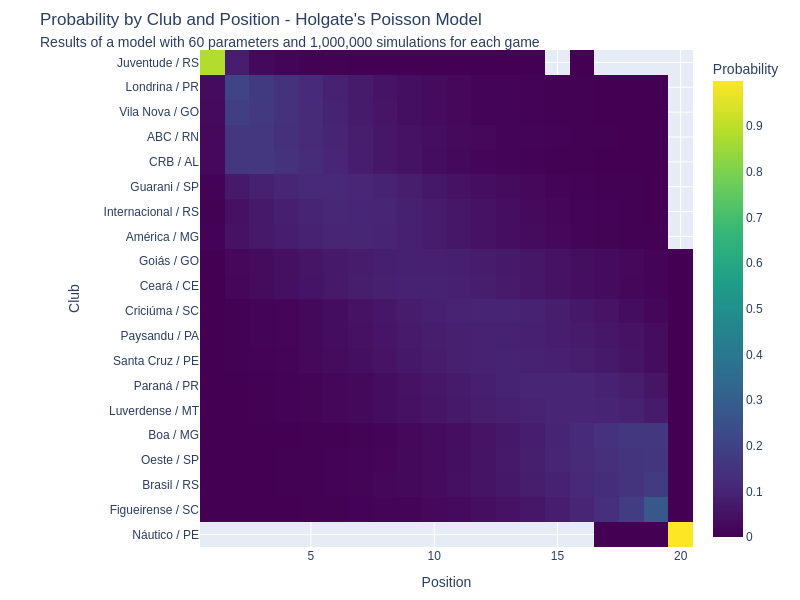 Probability by Club and Position - Holgate's Poisson Model
Results of a model with 60 parameters and 1,000,000 simulations for each game
Probability
Juventude / RS
Londrina / PR
Vila Nova / GO
ABC / RN
CRB / AL
Guarani / SP
Internacional / RS
América / MG
Goiás / GO
Ceará / CE
Criciúma / SC
Paysandu / PA
Santa Cruz / PE
Paraná / PR
Luverdense / MT
Boa / MG
Oeste / SP
Brasil / RS
Figueirense / SC
Náutico / PE
Club
5
10
15
20
Position
0.9
0.8
0.7
0.6
0.5
0.4
0.3
0.2
0.1
0